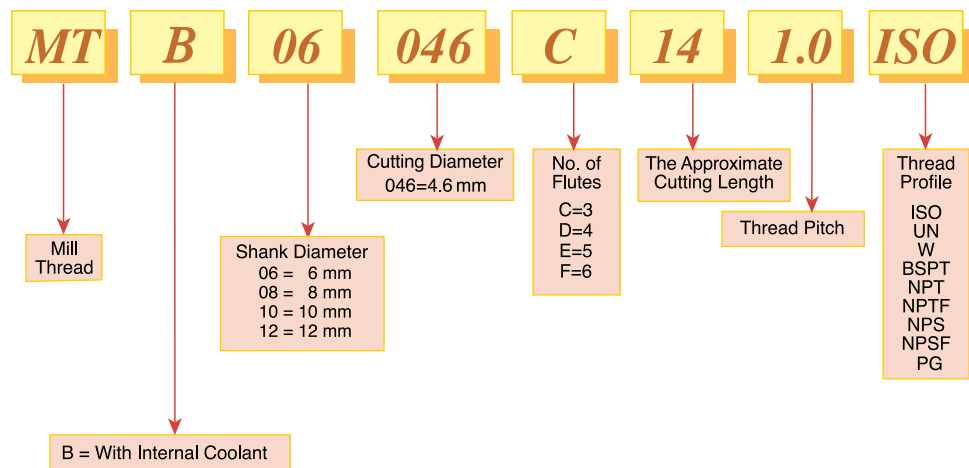 MT B 06 046 C 14 1.0 ISO
Cutting Diameter
046=4.6 mm
No. of
Flutes
C=3
D=4
E=5
F=6
The Approximate
Cutting Length
Thread
Profile
ISO
UN
W
BSPT
NPT
NPTF
NPS
NPSF
PG
Thread Pitch
Mill
Thread
Shank Diameter
06 = 6 mm
08 = 8 mm
10 = 10 mm
12 = 12 mm
B = With Internal Coolant